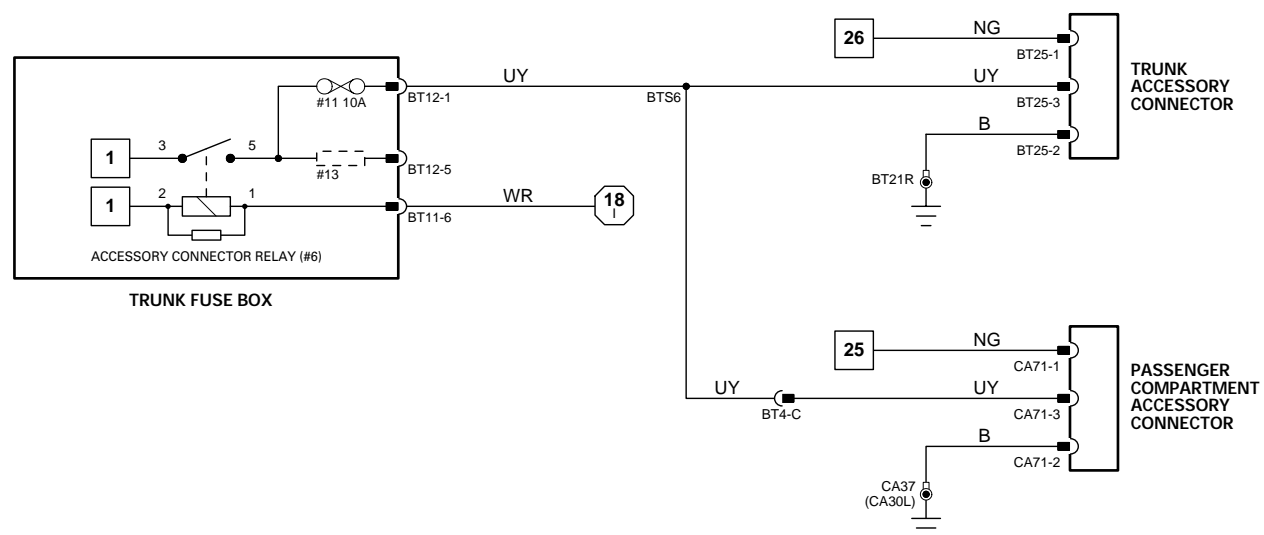 26
NG
BT25-1
TRUNK
ACCESSORY
CONNECTOR
UY
BTS6
UY
BT25-3
#11 10A
BT12-1
B
BT25-2
1
3
5
#13
BT12-5
BT21R
1
2
1
WR
BT11-6
18
I
ACCESSORY CONNECTOR RELAY (#6)
TRUNK FUSE BOX
25
NG
CA71-1
PASSENGER
COMPARTMENT
ACCESSORY
CONNECTOR
UY
BT4-C
UY
CA71-3
B
CA71-2
CA37
(CA30L)